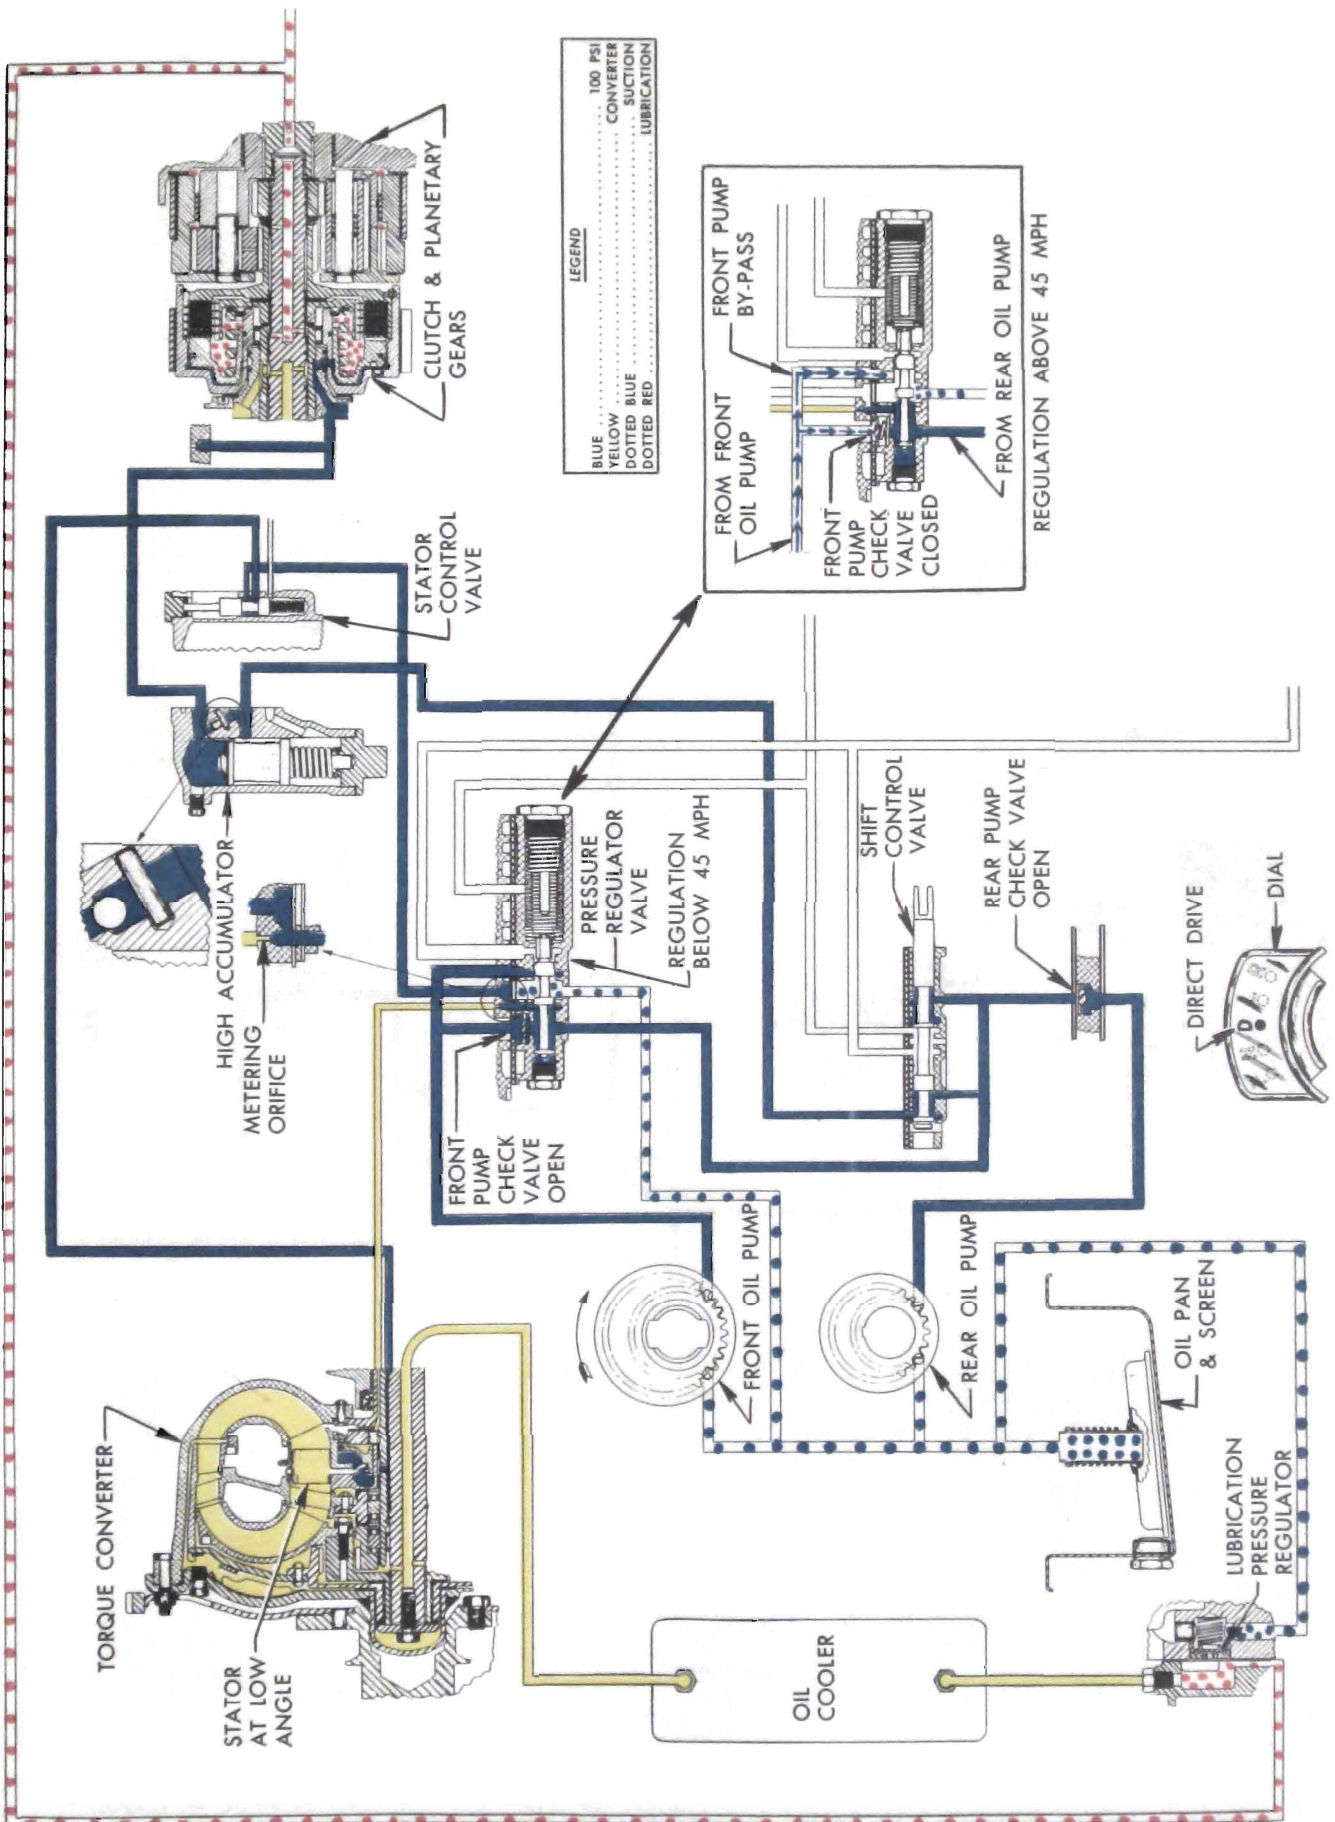 TORQUE CONVERTER
STATOR
AT LOW
ANGLE
HIGH ACCUMULATOR
METERING
ORIFICE
STATOR
CONTROL
VALVE
CLUTCH & PLANETARY
GEARS
LEGEND
BLUE .......... 100 PSI
YELLOW .......... CONVERTER
DOTTED BLUE .......... SUCTION
DOTTED RED .......... LUBRICATION
FRONT
PUMP
CHECK
VALVE
OPEN
PRESSURE
REGULATOR
VALVE
REGULATION
BELOW 45 MPH
FROM FRONT
OIL PUMP
FRONT PUMP
BY-PASS
FRONT
PUMP
CHECK
VALVE
CLOSED
FROM REAR OIL PUMP
REGULATION ABOVE 45 MPH
FRONT OIL PUMP
SHIFT
CONTROL
VALVE
REAR OIL PUMP
REAR PUMP
CHECK VALVE
OPEN
OIL
COOLER
OIL PAN
& SCREEN
LUBRICATION
PRESSURE
REGULATOR
DIRECT DRIVE
D
DIAL